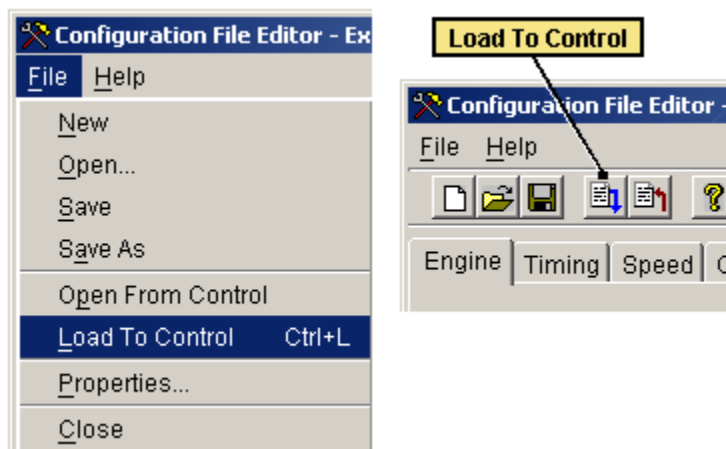 Configuration File Editor - Ex
File Help
New
Open...
Save
Save As
Open From Control
Load To Control Ctrl+L
Properties...
Close
Load To Control
Configuration File Editor -
File Help
Engine Timing Speed